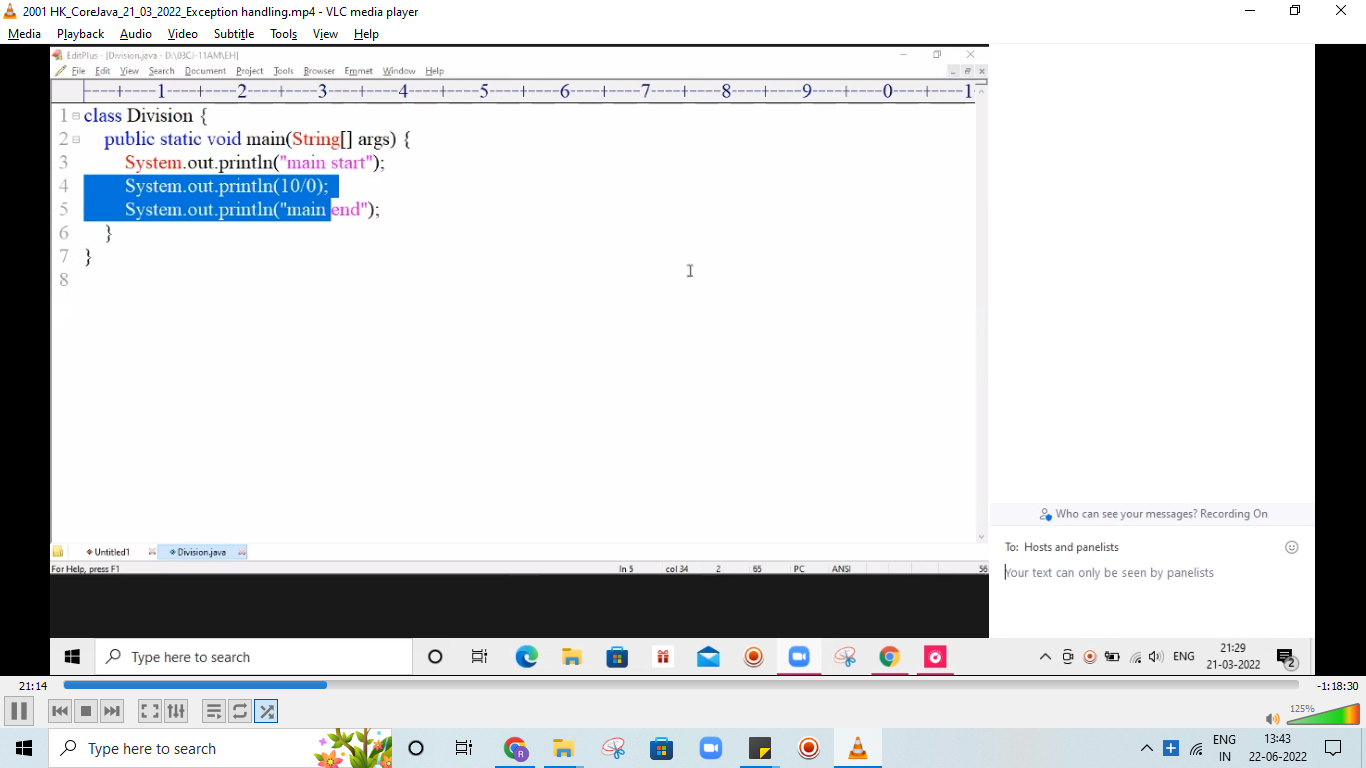 2001 HK_CoreJava_21_03_2022_Exception handling.mp4 - VLC media player
Media Playback Audio Video Subtitle Tools View Help
EditPlus - [Division.java - D:\03CJ-11AM\EH]
File Edit View Search Document Project Tools Browser Emmet Window Help
----+----1----+----2----+----3----+----4----+----5----+----6----+----7----+----8----+----9----+----0----+----1
1 class Division {
2 public static void main(String[] args) {
3 System.out.println("main start");
4 System.out.println(10/0);
5 System.out.println("main end");
6 }
7 }
8
Who can see your messages? Recording On
To: Hosts and panelists
Your text can only be seen by panelists
Untitled1 Division.java
For Help, press F1 ln 5 col 34 2 65 PC ANSI 56
Type here to search ENG 21:29
21-03-2022 2
21:14 -1:18:30
125%
Type here to search R ENG
IN 13:43
22-06-2022